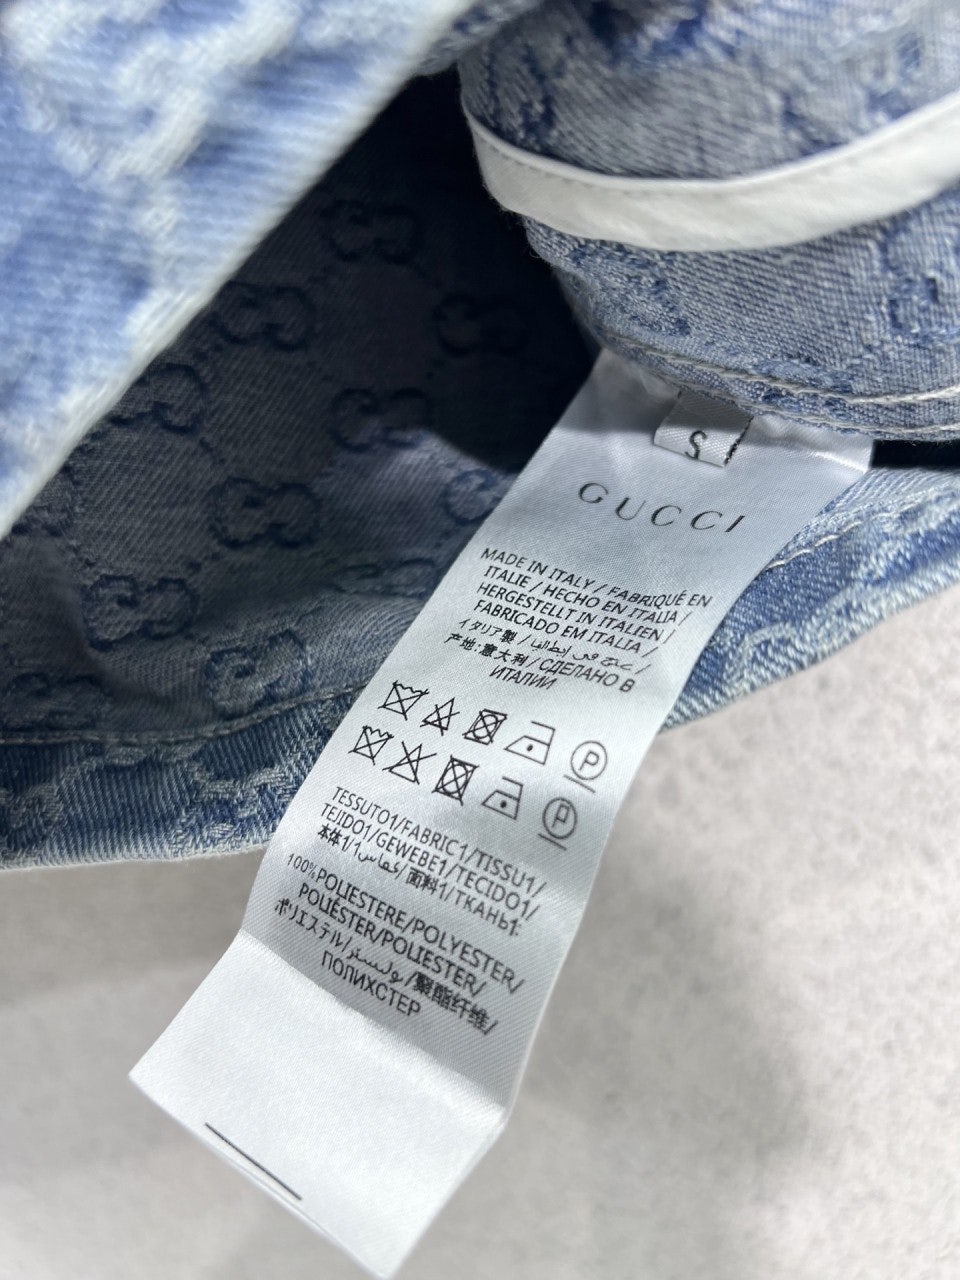 S
GUCCI
MADE IN ITALY / FABRIQUÉ EN
ITALIE / HECHO EN ITALIA /
HERGESTELLT IN ITALIEN /
FABRICADO EM ITALIA /
イタリア製 / صنع في إيطاليا /
产地:意大利 / СДЕЛАНО В
ИТАЛИИ
P
P
TESSUTO1/FABRIC1/TISSU1/
TEJIDO1/GEWEBE1/TECIDO1/
本体1/قماش1/面料1/ТКАНЬ1:
100%POLIESTERE/POLYESTER/
POLIÉSTER/POLIESTER/
ポリエステル/بوليستر/聚酯纤维/
ПОЛИХСТЕР